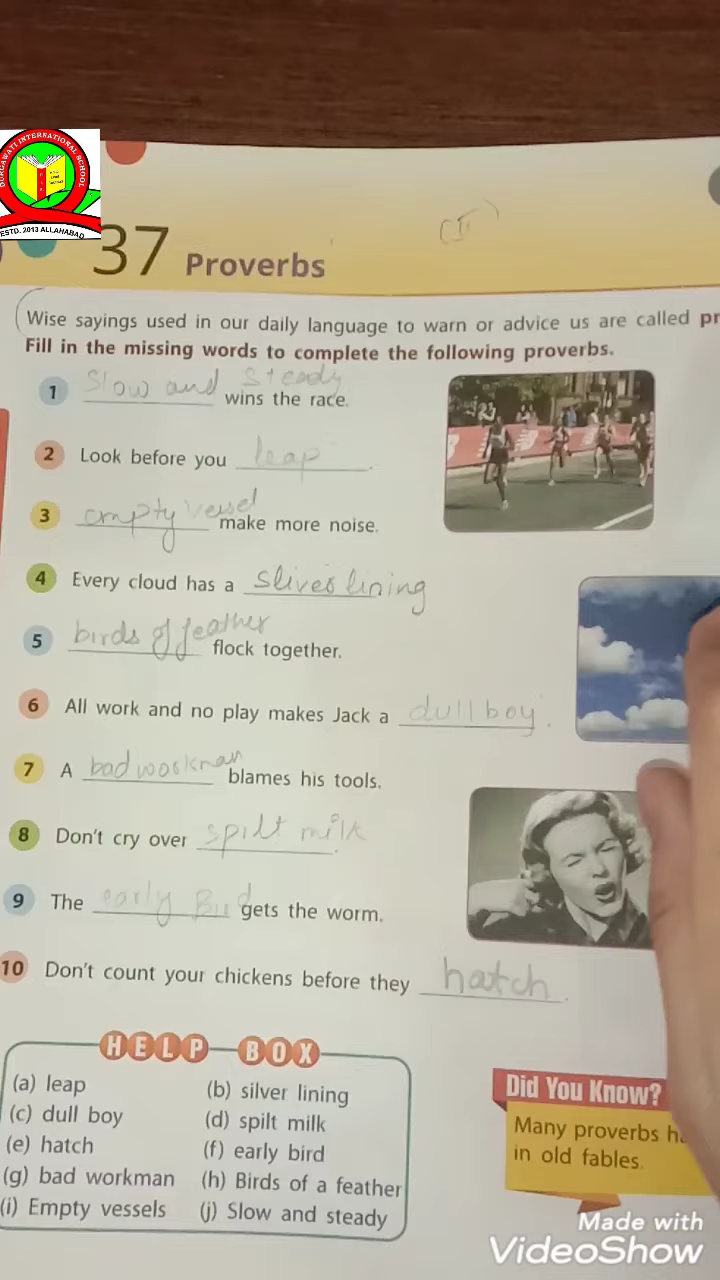 DURGAWATI INTERNATIONAL SCHOOL
ESTD. 2013 ALLAHABAD
37 Proverbs
Wise sayings used in our daily language to warn or advice us are called pr
Fill in the missing words to complete the following proverbs.
1 Slow and steady wins the race.
2 Look before you leap.
3 empty vessel make more noise.
4 Every cloud has a slives lining
5 birds of feather flock together.
6 All work and no play makes Jack a dull boy.
7 A bad workman blames his tools.
8 Don't cry over spilt milk.
9 The early Bird gets the worm.
10 Don't count your chickens before they hatch.
HELP BOX
(a) leap (b) silver lining
(c) dull boy (d) spilt milk
(e) hatch (f) early bird
(g) bad workman (h) Birds of a feather
(i) Empty vessels (j) Slow and steady
Did You Know?
Many proverbs h
in old fables.
Made with
VideoShow